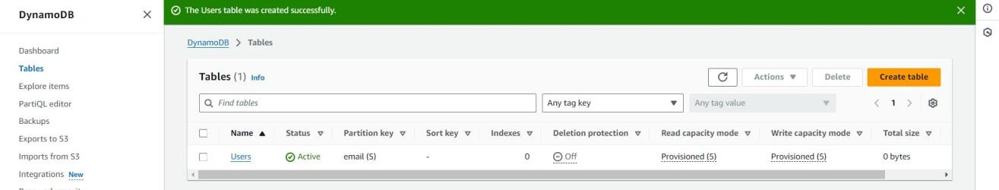 DynamoDB
The Users table was created successfully.
DynamoDB > Tables
Dashboard
Tables
Explore items
PartiQL editor
Backups
Exports to S3
Imports from S3
Integrations New
Tables (1) Info
Actions
Delete
Create table
Find tables
Any tag key
Any tag value
1
Name Status Partition key Sort key Indexes Deletion protection Read capacity mode Write capacity mode Total size
Users Active email (S) - 0 Off Provisioned (5) Provisioned (5) 0 bytes